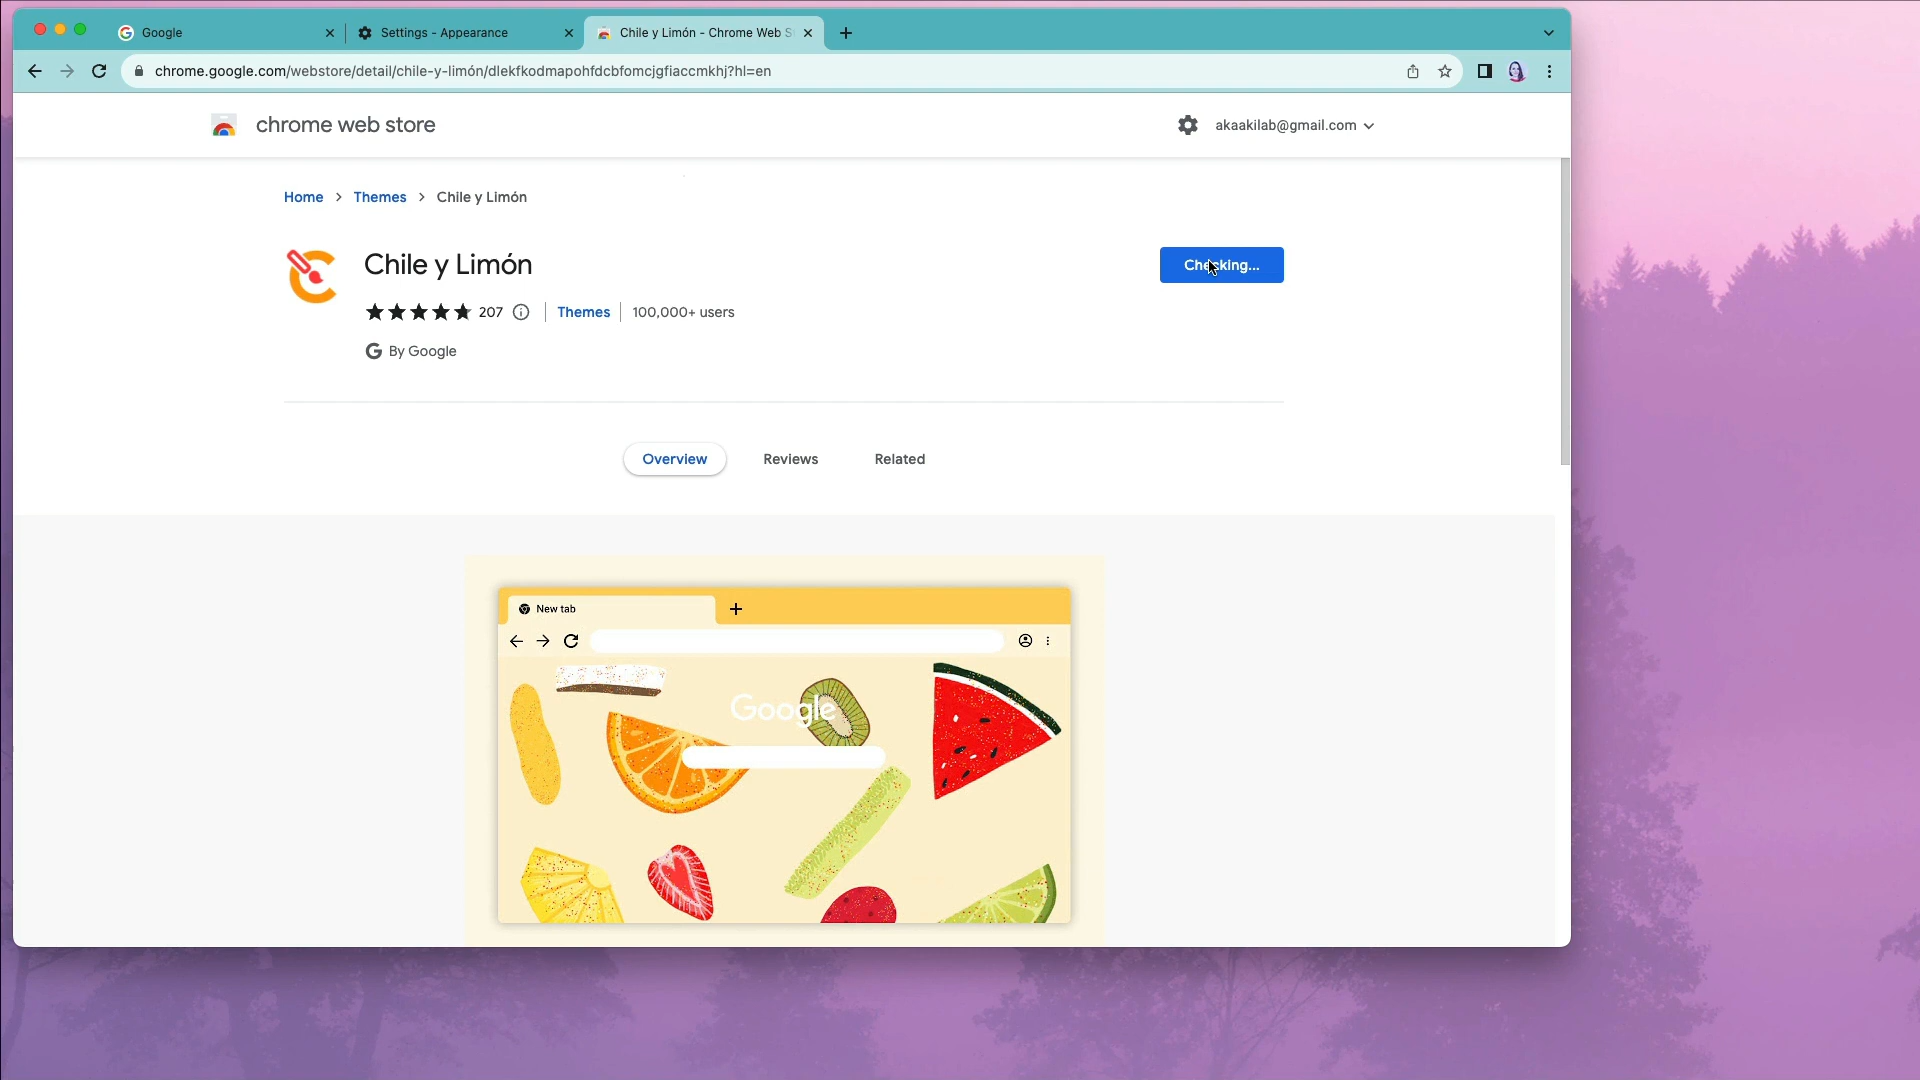 Google
Settings - Appearance
Chile y Limón - Chrome Web S
chrome.google.com/webstore/detail/chile-y-limón/dlekfkodmapohfdcbfomcjgfiaccmkhj?hl=en
chrome web store
akaakilab@gmail.com
Home > Themes > Chile y Limón
Chile y Limón
Checking...
207
Themes
100,000+ users
By Google
Overview
Reviews
Related
New tab
Google